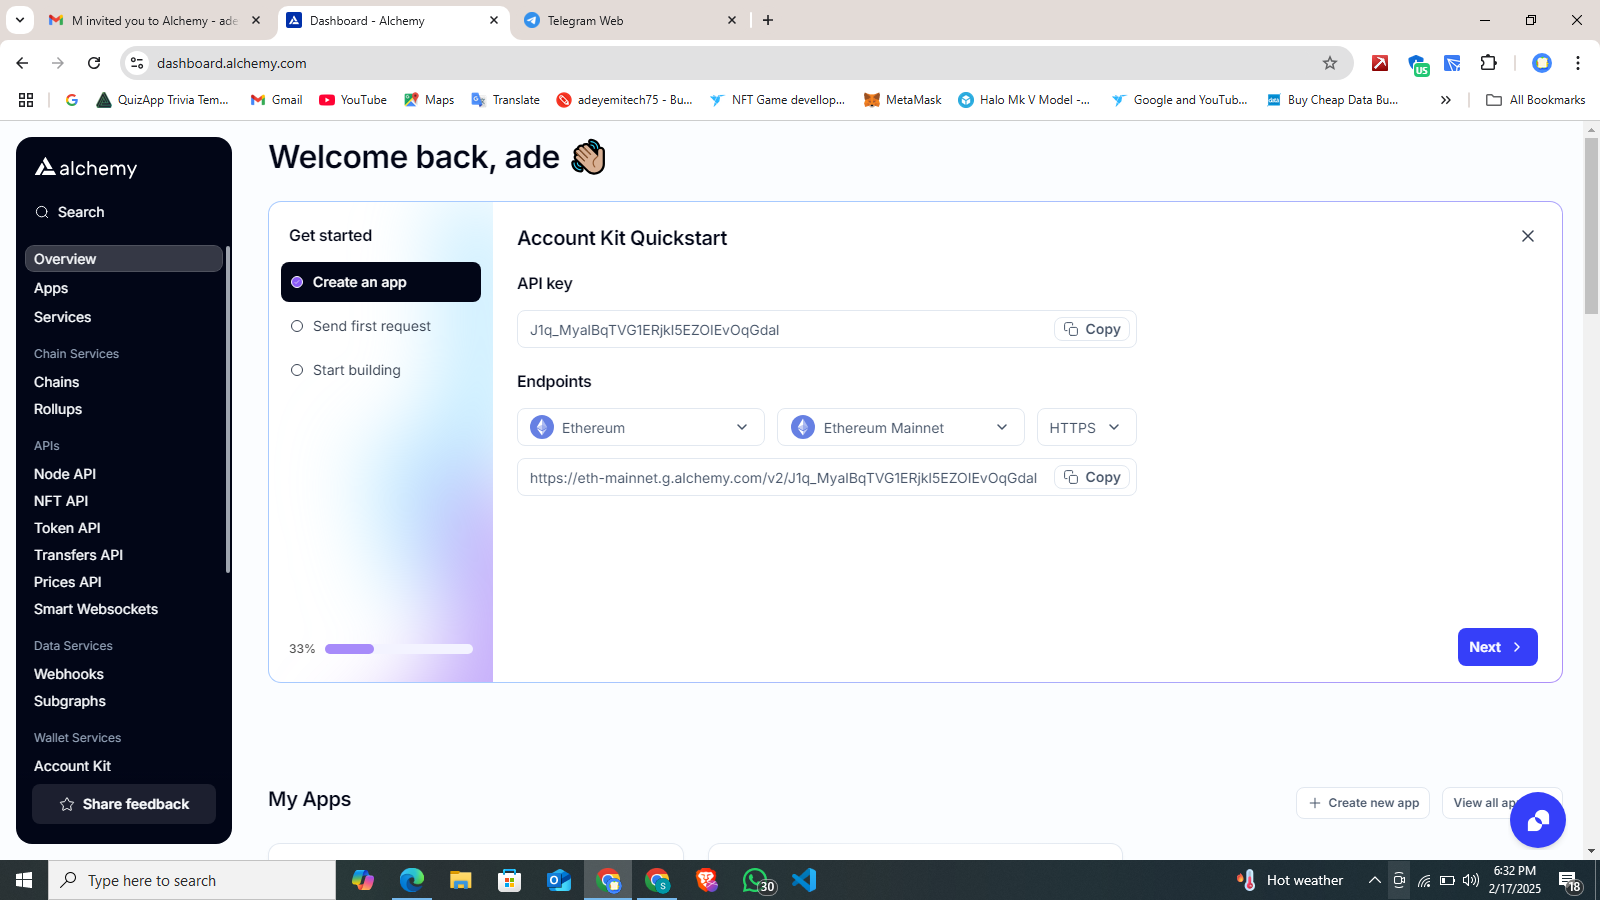 M invited you to Alchemy - ade
Dashboard - Alchemy
Telegram Web
dashboard.alchemy.com
US
G
QuizApp Trivia Tem...
Gmail
YouTube
Maps
Translate
adeyemitech75 - Bu...
NFT Game devellop...
MetaMask
Halo Mk V Model -...
Google and YouTub...
Buy Cheap Data Bu...
All Bookmarks
alchemy
Search
Overview
Apps
Services
Chain Services
Chains
Rollups
APIs
Node API
NFT API
Token API
Transfers API
Prices API
Smart Websockets
Data Services
Webhooks
Subgraphs
Wallet Services
Account Kit
Share feedback
Welcome back, ade
Get started
Create an app
Send first request
Start building
33%
Account Kit Quickstart
API key
J1q_MyaIBqTVG1ERjkI5EZOIEvOqGdaI
Copy
Endpoints
Ethereum
Ethereum Mainnet
HTTPS
https://eth-mainnet.g.alchemy.com/v2/J1q_MyaIBqTVG1ERjkI5EZOIEvOqGdaI
Copy
Next
My Apps
Create new app
View all
Type here to search
S
30
Hot weather
6:32 PM
2/17/2025
18